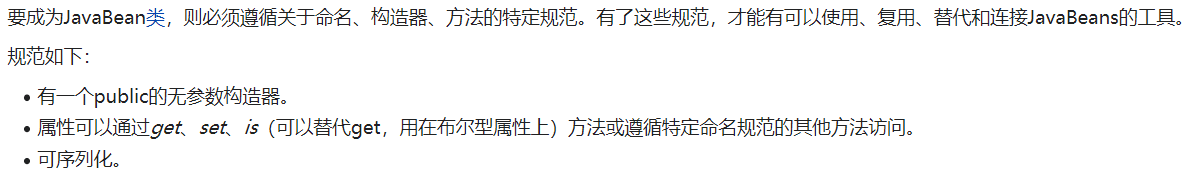 要成为JavaBean类，则必须遵循关于命名、构造器、方法的特定规范。有了这些规范，才能有可以使用、复用、替代和连接JavaBeans的工具。
规范如下：
• 有一个public的无参数构造器。
• 属性可以通过get、set、is（可以替代get，用在布尔型属性上）方法或遵循特定命名规范的其他方法访问。
• 可序列化。